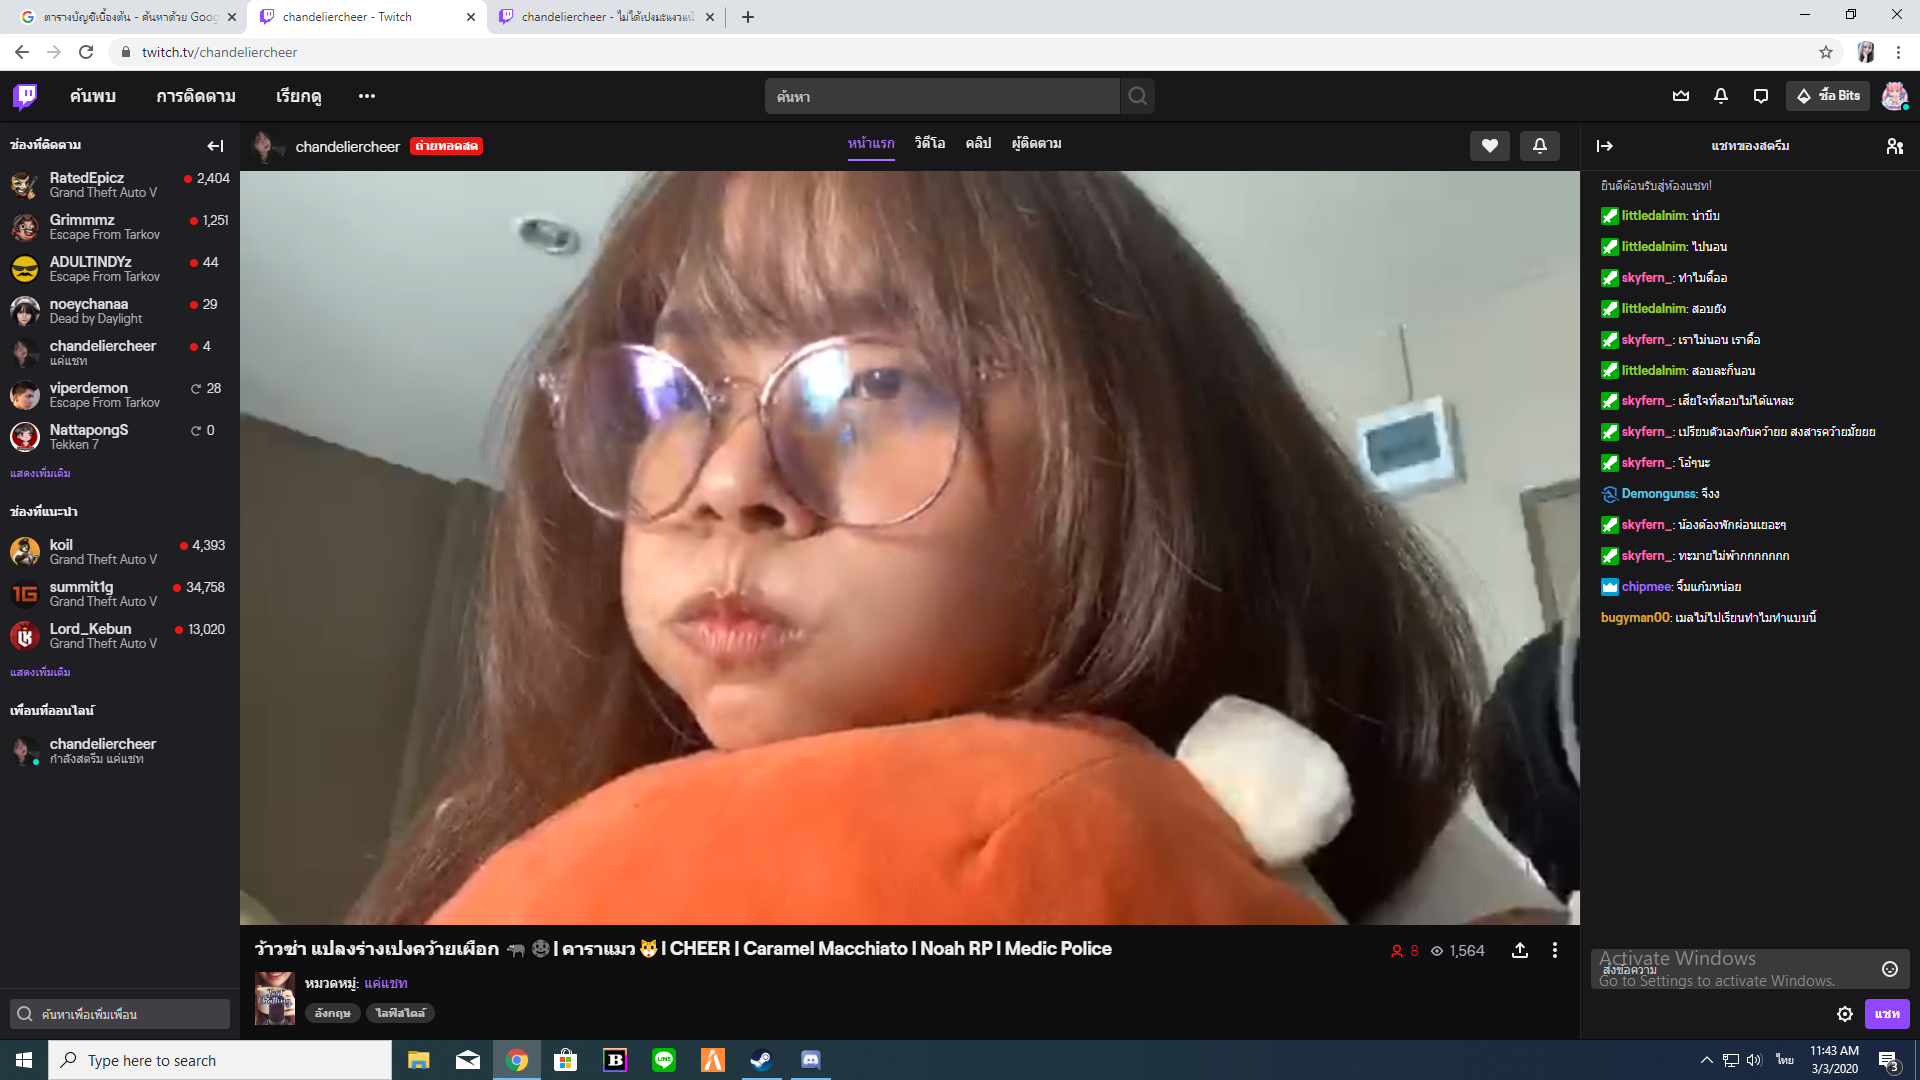 ตารางบัญชีเบื้องต้น - ค้นหาด้วย Goog
chandeliercheer - Twitch
chandeliercheer - ไม่ได้เปงมะแงวแน้
twitch.tv/chandeliercheer
ค้นพบ
การติดตาม
เรียกดู
ค้นหา
ซื้อ Bits
ช่องที่ติดตาม
RatedEpicz
2,404
Grand Theft Auto V
Grimmmz
1,251
Escape From Tarkov
ADULTINDYz
44
Escape From Tarkov
noeychanaa
29
Dead by Daylight
chandeliercheer
4
แค่แชท
viperdemon
28
Escape From Tarkov
NattapongS
0
Tekken 7
แสดงเพิ่มเติม
ช่องที่แนะนำ
koil
4,393
Grand Theft Auto V
summit1g
34,758
Grand Theft Auto V
Lord_Kebun
13,020
Grand Theft Auto V
แสดงเพิ่มเติม
เพื่อนที่ออนไลน์
chandeliercheer
กำลังสตรีม แค่แชท
ค้นหาเพื่อเพิ่มเพื่อน
chandeliercheer
ถ่ายทอดสด
หน้าแรก
วิดีโอ
คลิป
ผู้ติดตาม
ว้าวซ่า แปลงร่างเปงคว้ายเผือก 🐃 | ดาราแมว 🐱 | CHEER | Caramel Macchiato | Noah RP | Medic Police
8
1,564
Just Chatting
หมวดหมู่: แค่แชท
อังกฤษ
ไลฟ์สไตล์
แชทของสตรีม
ยินดีต้อนรับสู่ห้องแชท!
littledalnim: น่าบีบ
littledalnim: ไปนอน
skyfern_: ทำไมดื้ออ
littledalnim: สอบยัง
skyfern_: เราไม่นอน เราดื้อ
littledalnim: สอบละก็นอน
skyfern_: เสียใจที่สอบไม่ได้แหละ
skyfern_: เปรียบตัวเองกับคว้ายย สงสารคว้ายมั้ยยย
skyfern_: โอ๋ๆนะ
Demongunss: จิงง
skyfern_: น้องต้องพักผ่อนเยอะๆ
skyfern_: ทะมายไม่พ้ากกกกกกก
chipmee: จิ้มแก้มหน่อย
bugyman00: เมลไม่ไปเรียนทำไมทำแบบนี้
ส่งข้อความ
Activate Windows
Go to Settings to activate Windows.
แชท
Type here to search
ไทย
11:43 AM
3/3/2020
3